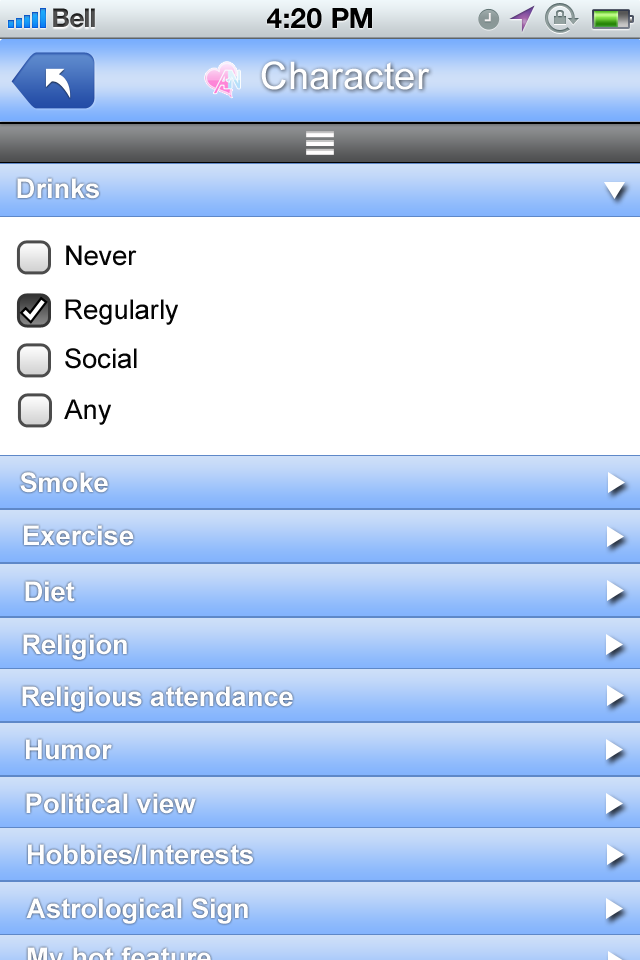 Bell 4:20 PM
Character
Drinks
Never
Regularly
Social
Any
Smoke
Exercise
Diet
Religion
Religious attendance
Humor
Political view
Hobbies/Interests
Astrological Sign
My hot feature